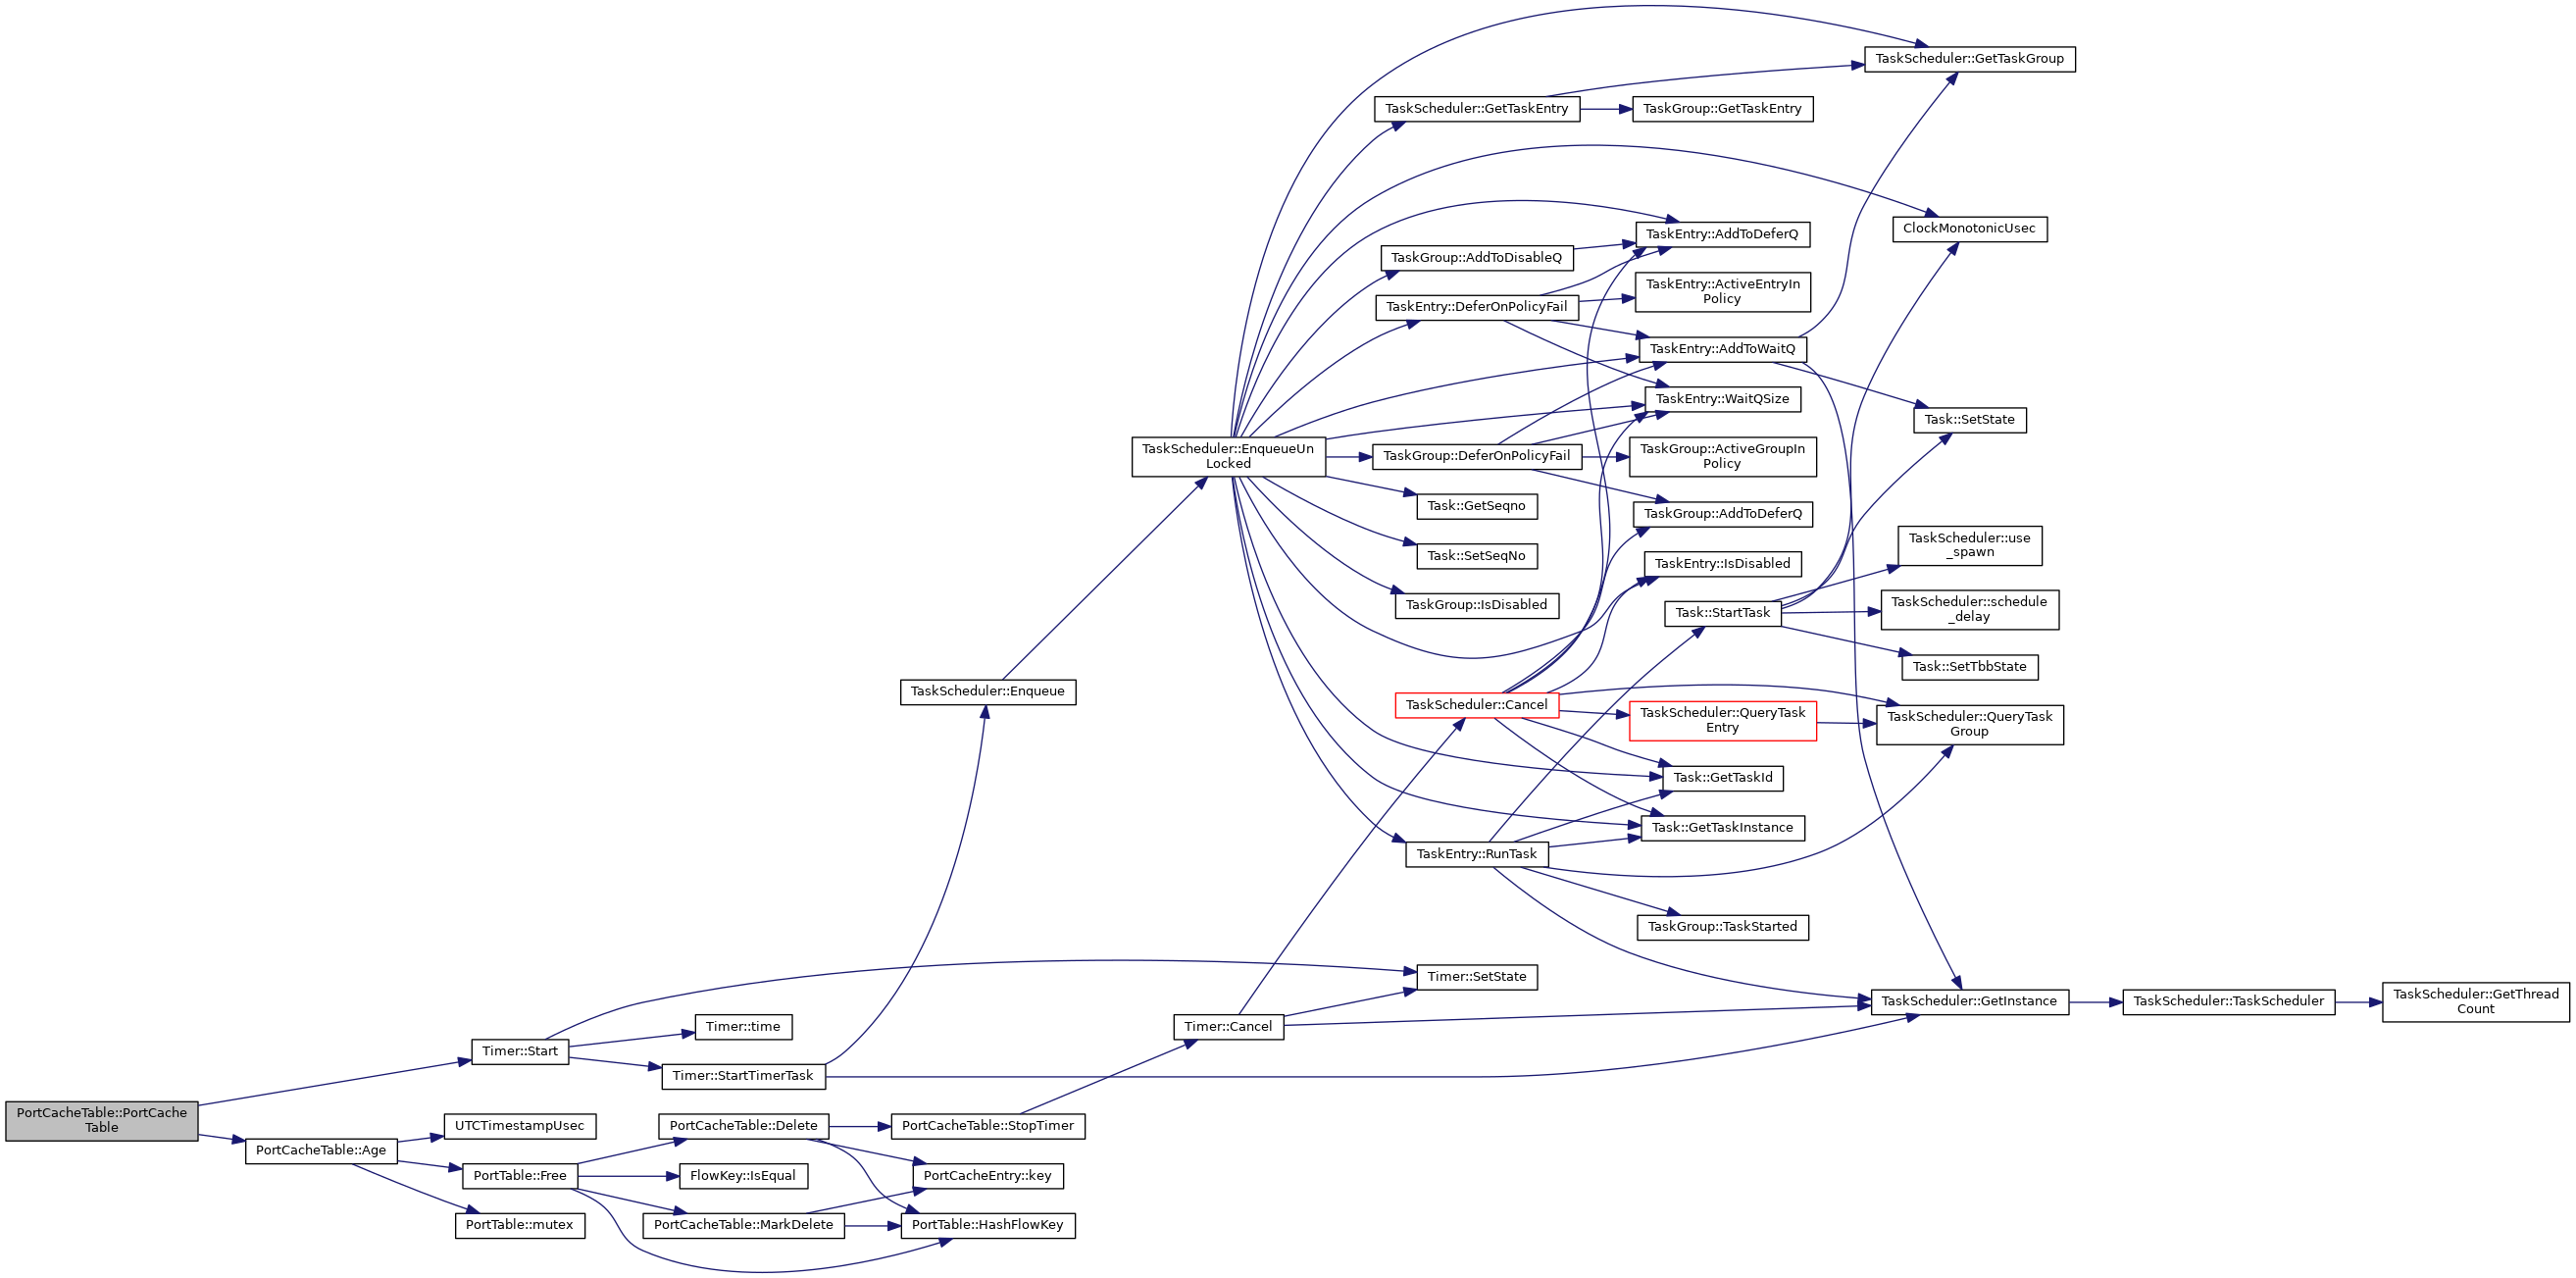 TaskScheduler::GetTaskGroup
TaskScheduler::GetTaskEntry
TaskGroup::GetTaskEntry
ClockMonotonicUsec
TaskEntry::AddToDeferQ
TaskGroup::AddToDisableQ
TaskEntry::ActiveEntryIn
Policy
TaskEntry::DeferOnPolicyFail
TaskEntry::AddToWaitQ
TaskEntry::WaitQSize
Task::SetState
TaskScheduler::EnqueueUn
Locked
TaskGroup::DeferOnPolicyFail
TaskGroup::ActiveGroupIn
Policy
Task::GetSeqno
TaskGroup::AddToDeferQ
TaskScheduler::use
_spawn
Task::SetSeqNo
TaskEntry::IsDisabled
TaskGroup::IsDisabled
Task::StartTask
TaskScheduler::schedule
_delay
Task::SetTbbState
TaskScheduler::Enqueue
TaskScheduler::Cancel
TaskScheduler::QueryTask
Entry
TaskScheduler::QueryTask
Group
Task::GetTaskId
Task::GetTaskInstance
TaskEntry::RunTask
TaskGroup::TaskStarted
Timer::SetState
TaskScheduler::GetInstance
TaskScheduler::TaskScheduler
TaskScheduler::GetThread
Count
Timer::time
Timer::Cancel
Timer::Start
Timer::StartTimerTask
PortCacheTable::PortCache
Table
UTCTimestampUsec
PortCacheTable::Delete
PortCacheTable::StopTimer
PortCacheTable::Age
PortTable::Free
FlowKey::IsEqual
PortCacheEntry::key
PortTable::mutex
PortCacheTable::MarkDelete
PortTable::HashFlowKey